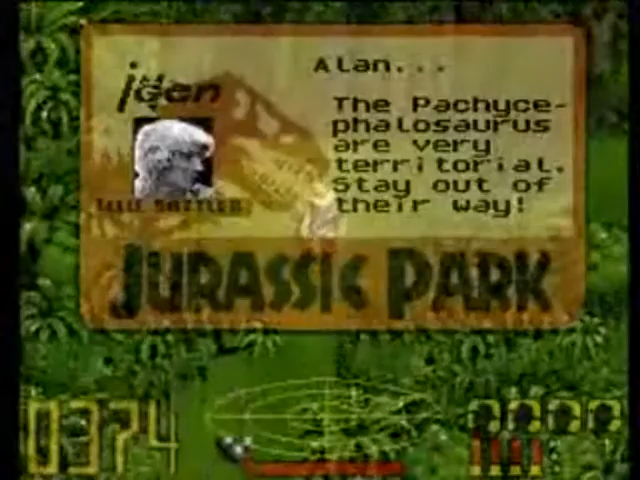 Alan...
The Pachyce-
phalosaurus
are very
territorial.
Stay out of
their way!
JURASSIC PARK
0374